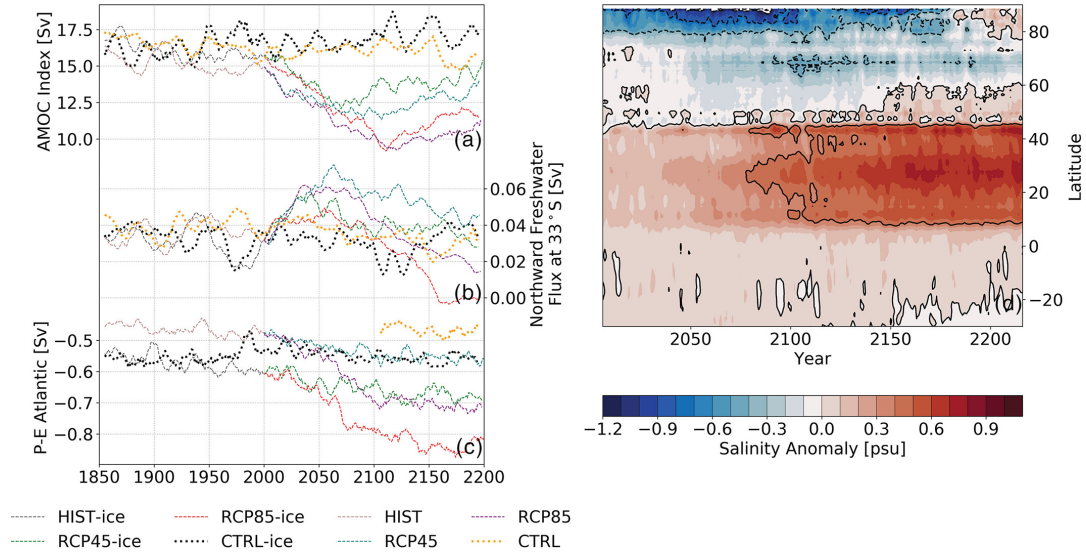 AMOC Index [Sv]
17.5
15.0
12.5
10.0
(a)
Northward Freshwater
Flux at 33°S [Sv]
0.06
0.04
0.02
0.00
(b)
P-E Atlantic [Sv]
−0.5
−0.6
−0.7
−0.8
(c)
1850 1900 1950 2000 2050 2100 2150 2200
HIST-ice RCP85-ice HIST RCP85
RCP45-ice CTRL-ice RCP45 CTRL
80
60
40
20
0
−20
Latitude
2050 2100 2150 2200
Year
−1.2 −0.9 −0.6 −0.3 0.0 0.3 0.6 0.9
Salinity Anomaly [psu]